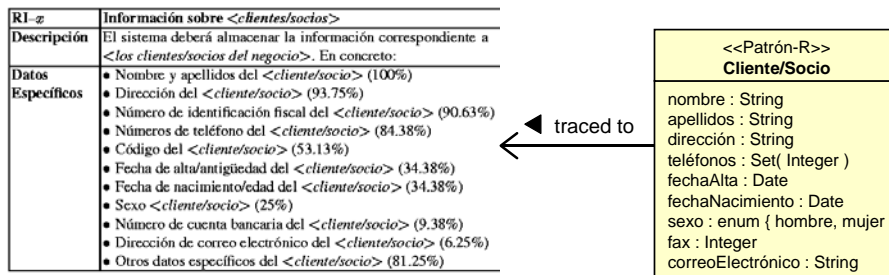 RI-x Información sobre <clientes/socios>
Descripción El sistema deberá almacenar la información correspondiente a
<los clientes/socios del negocio>. En concreto:
Datos
Específicos
• Nombre y apellidos del <cliente/socio> (100%)
• Dirección del <cliente/socio> (93.75%)
• Número de identificación fiscal del <cliente/socio> (90.63%)
• Números de teléfono del <cliente/socio> (84.38%)
• Código del <cliente/socio> (53.13%)
• Fecha de alta/antigüedad del <cliente/socio> (34.38%)
• Fecha de nacimiento/edad del <cliente/socio> (34.38%)
• Sexo <cliente/socio> (25%)
• Número de cuenta bancaria del <cliente/socio> (9.38%)
• Dirección de correo electrónico del <cliente/socio> (6.25%)
• Otros datos específicos del <cliente/socio> (81.25%)
◀ traced to
<<Patrón-R>>
Cliente/Socio
nombre : String
apellidos : String
dirección : String
teléfonos : Set( Integer )
fechaAlta : Date
fechaNacimiento : Date
sexo : enum { hombre, mujer
fax : Integer
correoElectrónico : String